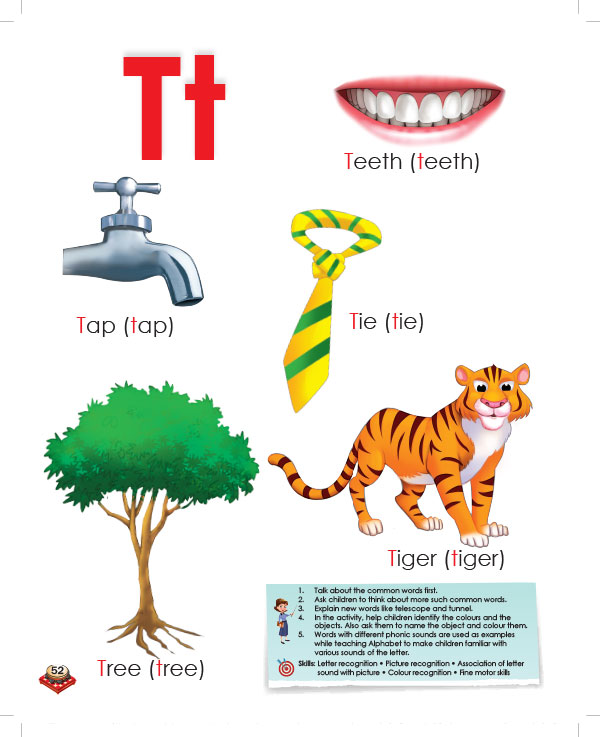 Tt
Teeth (teeth)
Tap (tap)
Tie (tie)
Tiger (tiger)
Tree (tree)
1. Talk about the common words first.
2. Ask children to think about more such common words.
3. Explain new words like telescope and tunnel.
4. In the activity, help children identify the colours and the
objects. Also ask them to name the object and colour them.
5. Words with different phonic sounds are used as examples
while teaching Alphabet to make children familiar with
various sounds of the letter.
Skills: Letter recognition • Picture recognition • Association of letter
sound with picture • Colour recognition • Fine motor skills
52